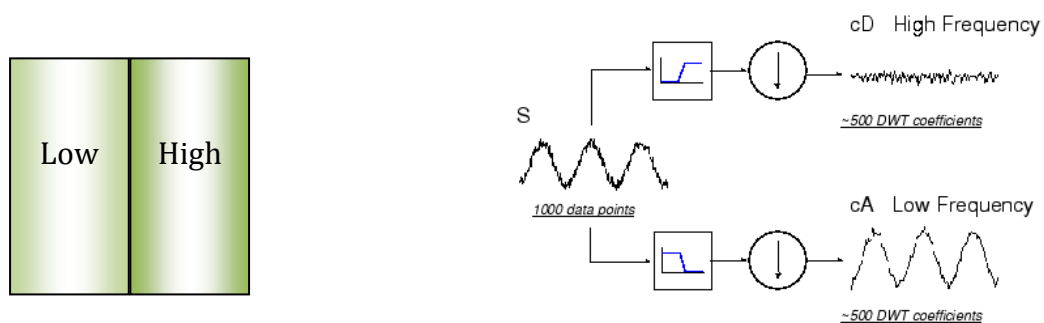 Low
High
cD High Frequency
~500 DWT coefficients
S
1000 data points
cA Low Frequency
~500 DWT coefficients